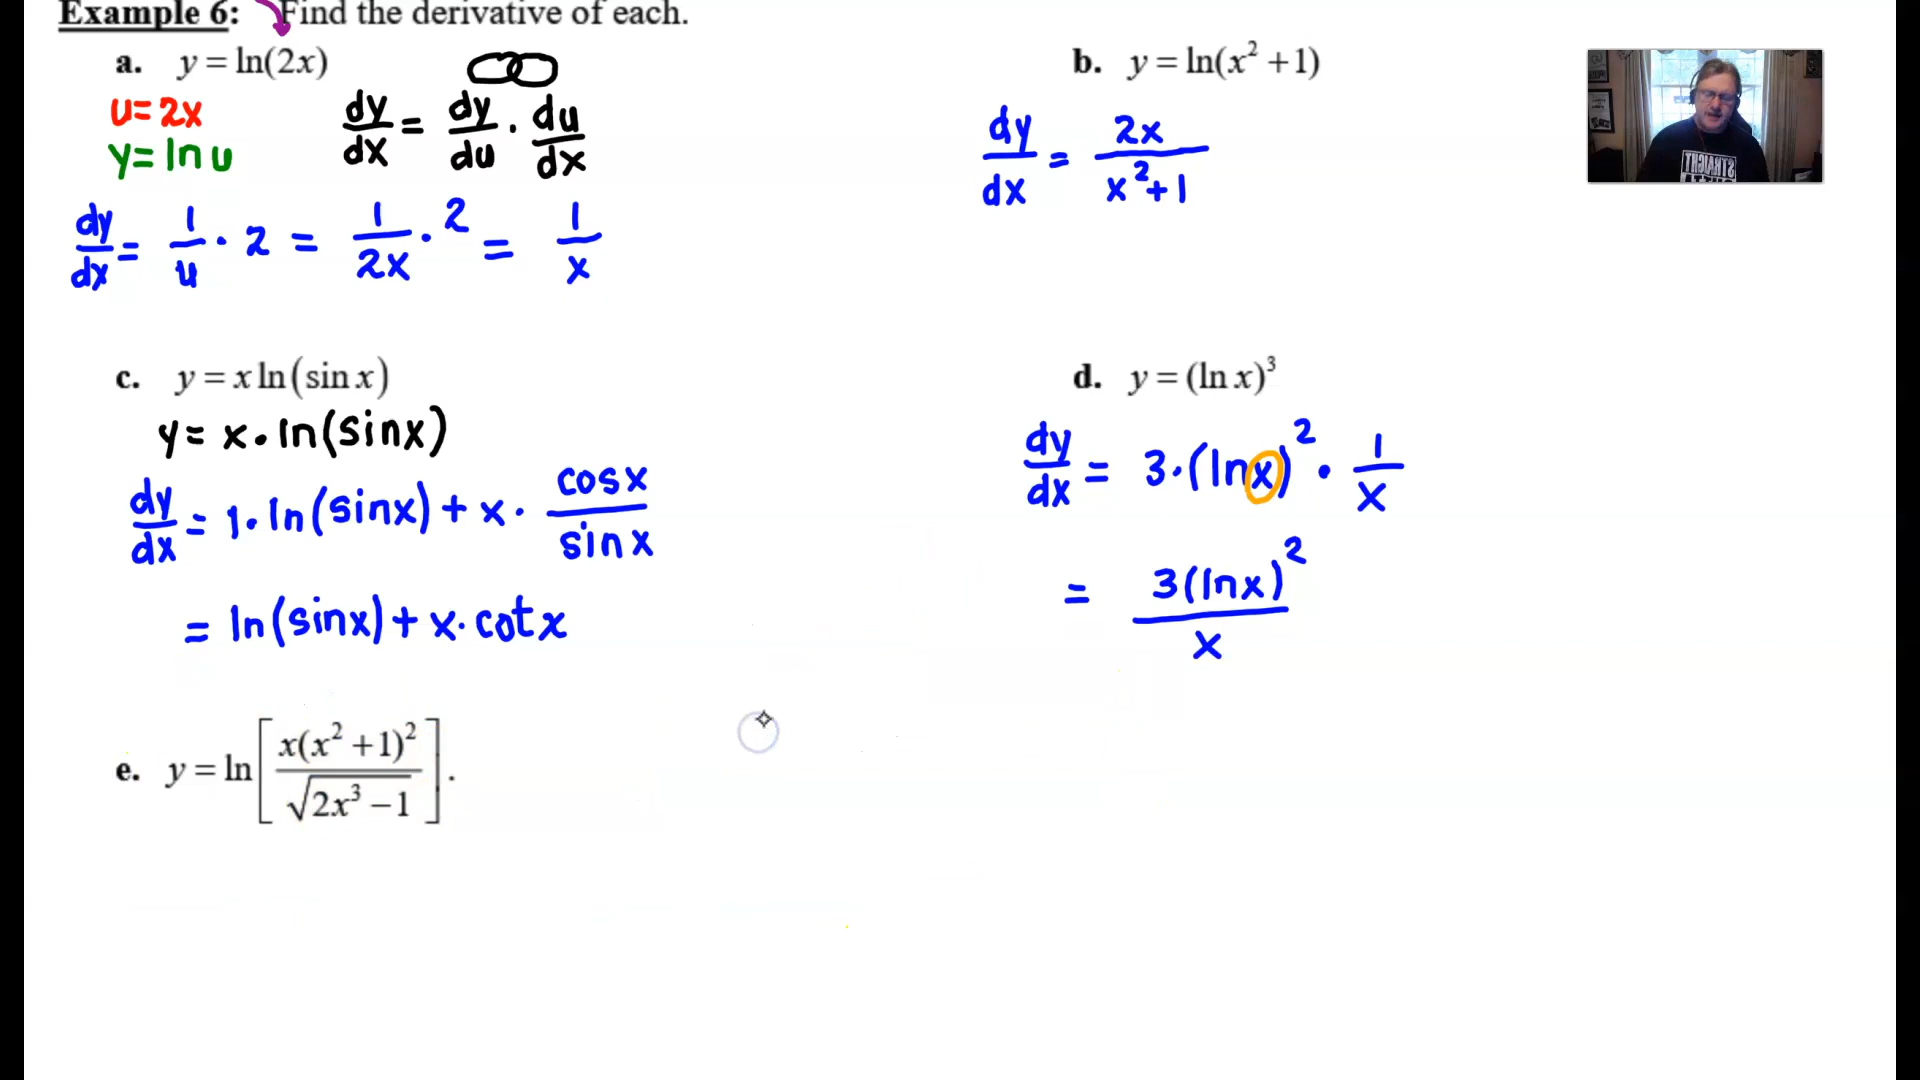 Example 6: Find the derivative of each.
a. y = ln(2x)
u = 2x
y = ln u
dy/dx = dy/du · du/dx
dy/dx = 1/u · 2 = 1/2x · 2 = 1/x
b. y = ln(x² + 1)
dy/dx = 2x/x²+1
c. y = x ln(sin x)
y = x · ln(sinx)
dy/dx = 1 · ln(sinx) + x · cosx/sinx
= ln(sinx) + x · cotx
d. y = (ln x)³
dy/dx = 3 · (lnx)² · 1/x
= 3(lnx)²/x
e. y = ln[x(x² + 1)²/√(2x³ − 1)].
STRAIGHT